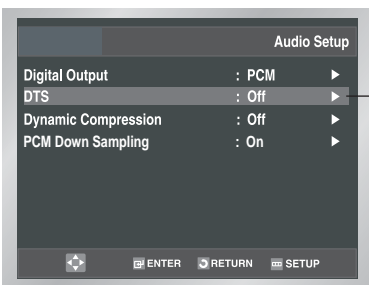 Audio Setup
Digital Output : PCM ▶
DTS : Off ▶
Dynamic Compression : Off ▶
PCM Down Sampling : On ▶
ENTER RETURN SETUP